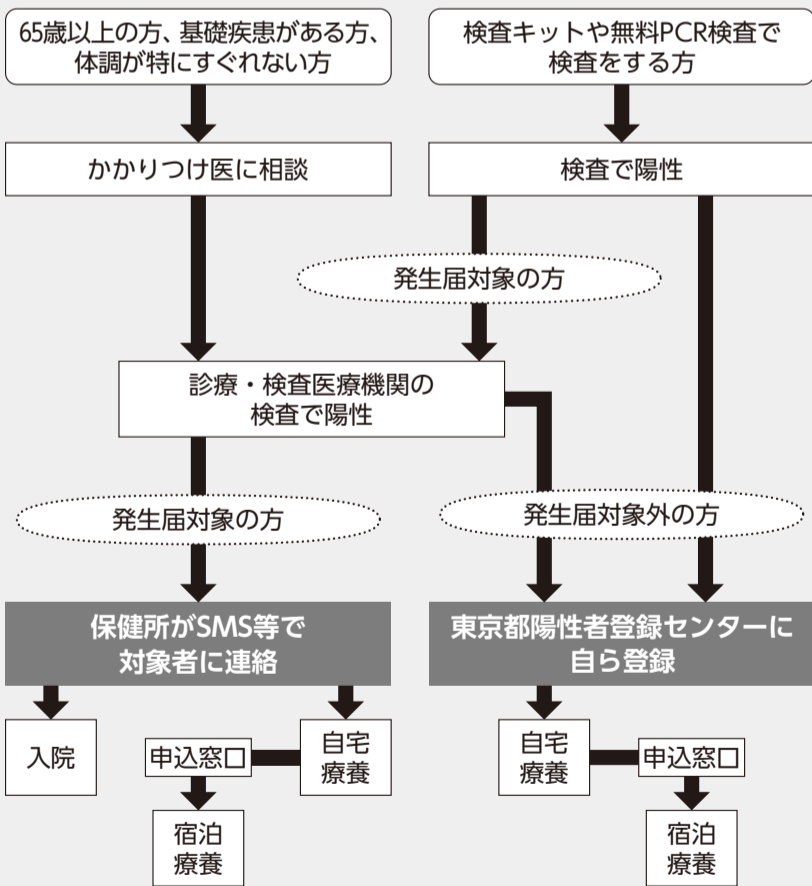 65歳以上の方、基礎疾患がある方、
体調が特にすぐれない方
検査キットや無料PCR検査で
検査をする方
かかりつけ医に相談
検査で陽性
発生届対象の方
診療・検査医療機関の
検査で陽性
発生届対象の方
発生届対象外の方
保健所がSMS等で
対象者に連絡
東京都陽性者登録センターに
自ら登録
入院
申込窓口
自宅
療養
宿泊
療養
自宅
療養
申込窓口
宿泊
療養